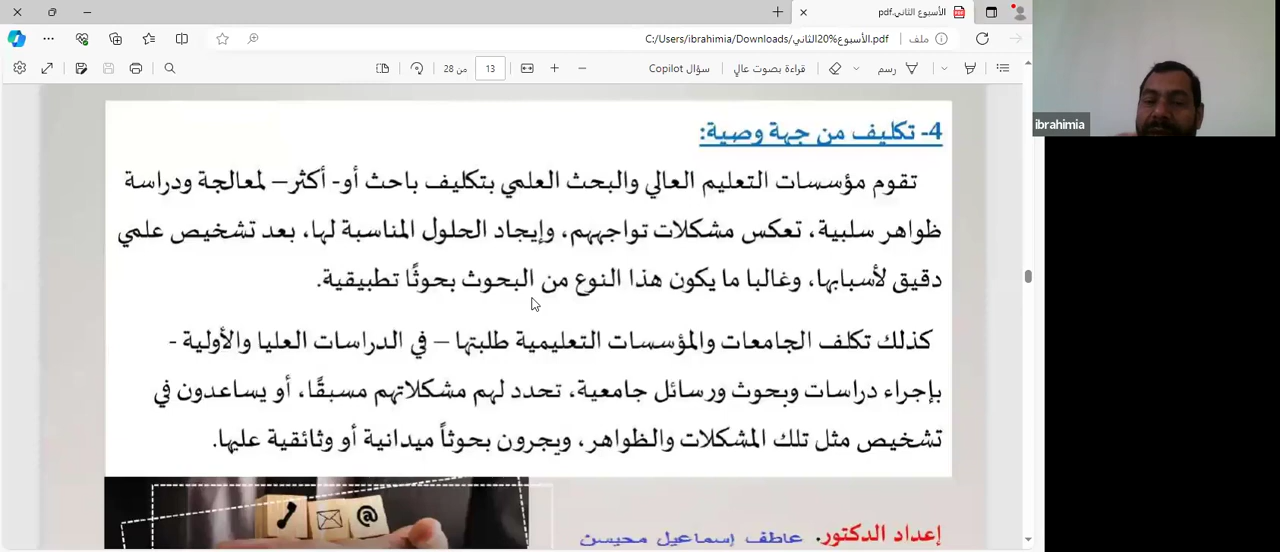 الأسبوع الثاني.pdf
ملف
C:/Users/ibrahimia/Downloads/الأسبوع%20الثاني.pdf
رسم
قراءة بصوت عالٍ
سؤال Copilot
13
من 28
ibrahimia
4- تكليف من جهة وصية:
تقوم مؤسسات التعليم العالي والبحث العلمي بتكليف باحث أو- أكثر– لمعالجة ودراسة
ظواهر سلبية، تعكس مشكلات تواجههم، وإيجاد الحلول المناسبة لها، بعد تشخيص علمي
دقيق لأسبابها، وغالبا ما يكون هذا النوع من البحوث بحوثًا تطبيقية.
كذلك تكلف الجامعات والمؤسسات التعليمية طلبتها – في الدراسات العليا والأولية -
بإجراء دراسات وبحوث ورسائل جامعية، تحدد لهم مشكلاتهم مسبقًا، أو يساعدون في
تشخيص مثل تلك المشكلات والظواهر، ويجرون بحوثاً ميدانية أو وثائقية عليها.
إعداد الدكتور. عاطف إسماعيل محيسن
@